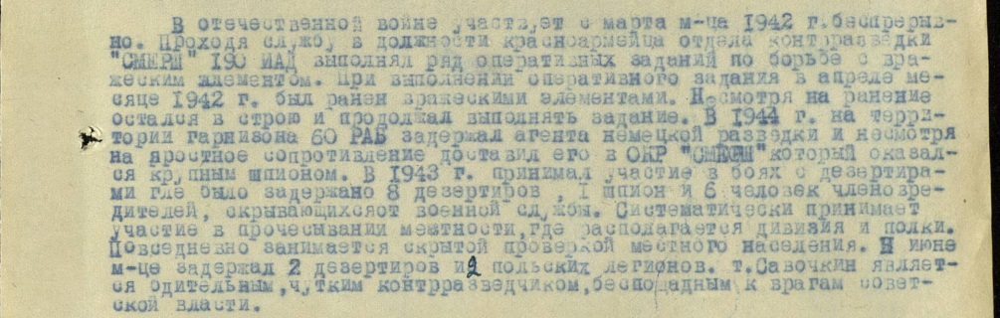 В отечественной войне участвует с марта м-ца 1942 г.беспрерыв-
но. Проходя службу в должности красноармейца отдела контрразведки
"СМЕРШ" 190 ИАД выполнял ряд оперативных заданий по борьбе с вра-
жеским элементом. При выполнении оперативного задания в апреле ме-
сяце 1942 г. был ранен вражескими элементами. Несмотря на ранение
остался в строю и продолжал выполнять задание. В 1944 г. на терри-
тории гарнизона 60 РАБ задержал агента немецкой разведки и несмотря
на яростное сопротивление доставил его в ОКР "СМЕРШ"который оказал-
ся крупным шпионом. В 1943 г. принимал участие в боях с дезертира-
ми где было задержано 8 дезертиров , 1 шпион и 6 человек членовре-
дителей, скрывающихсяот военной службы. Систематически принимает
участие в прочесывании местности,где располагается дивизия и полки.
Повседневно занимается скрытой проверкой местного населения. В июне
м-це задержал 2 дезертиров и2 польских легионов. т.Савочкин являет-
ся бдительным,чутким контрразведчиком,беспощадным к врагам совет-
ской власти.